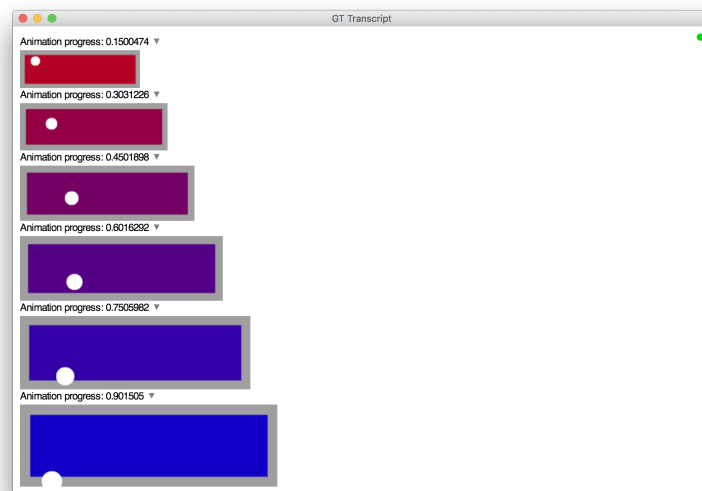 GT Transcript
Animation progress: 0.1500474 ▼
Animation progress: 0.3031226 ▼
Animation progress: 0.4501898 ▼
Animation progress: 0.6016292 ▼
Animation progress: 0.7505982 ▼
Animation progress: 0.901505 ▼